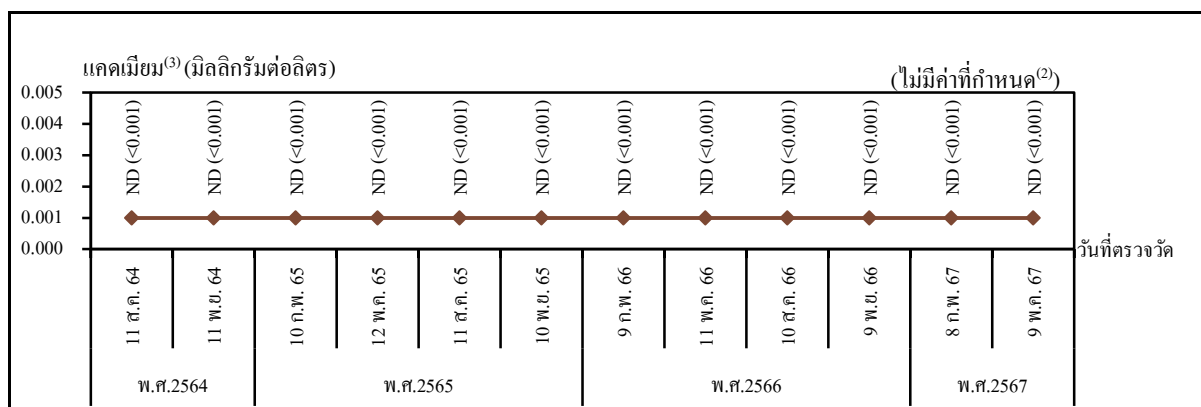 แคดเมียม(3) (มิลลิกรัมต่อลิตร)
(ไม่มีค่าที่กำหนด(2))
0.005
0.004
0.003
0.002
0.001
0.000
ND (<0.001)
ND (<0.001)
ND (<0.001)
ND (<0.001)
ND (<0.001)
ND (<0.001)
ND (<0.001)
ND (<0.001)
ND (<0.001)
ND (<0.001)
ND (<0.001)
ND (<0.001)
วันที่ตรวจวัด
11 ส.ค. 64
11 พ.ย. 64
10 ก.พ. 65
12 พ.ค. 65
11 ส.ค. 65
10 พ.ย. 65
9 ก.พ. 66
11 พ.ค. 66
10 ส.ค. 66
9 พ.ย. 66
8 ก.พ. 67
9 พ.ค. 67
พ.ศ.2564
พ.ศ.2565
พ.ศ.2566
พ.ศ.2567